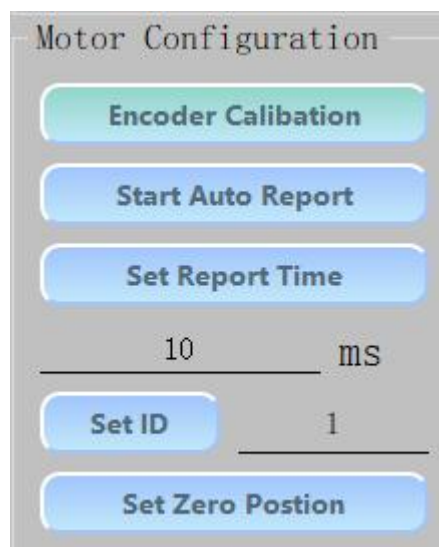 Motor Configuration
Encoder Calibation
Start Auto Report
Set Report Time
10 ms
Set ID 1
Set Zero Postion